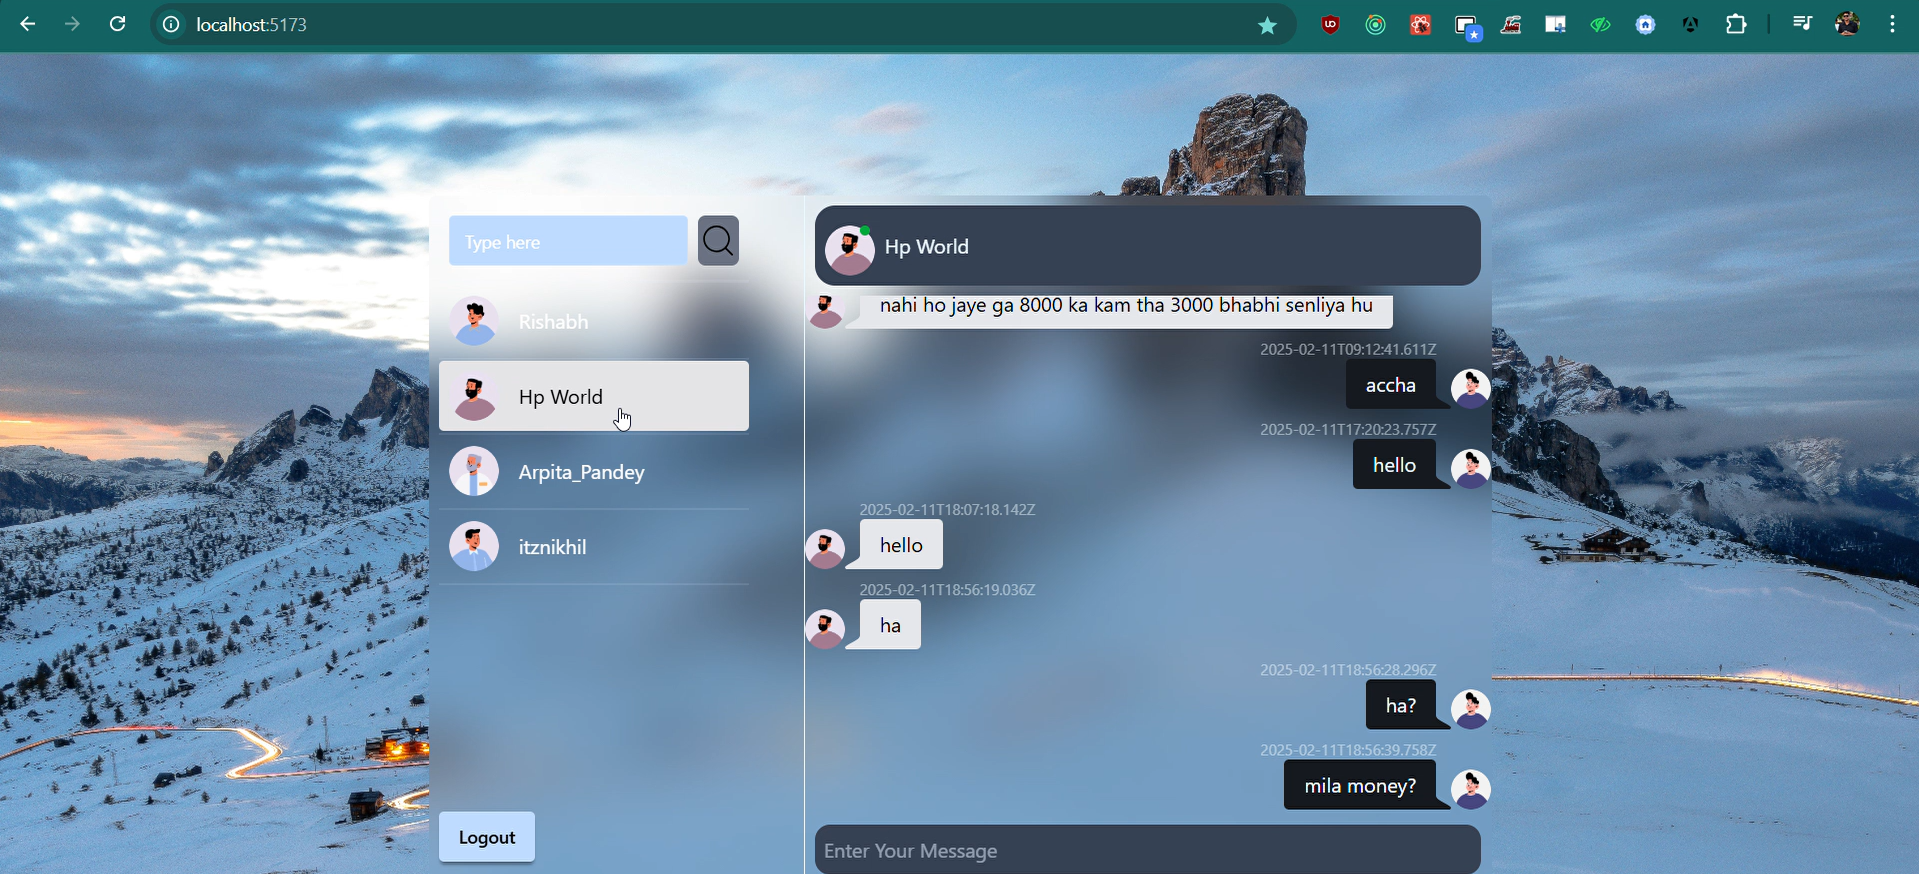 localhost:5173
Type here
Rishabh
Hp World
Arpita_Pandey
itznikhil
Logout
Hp World
nahi ho jaye ga 8000 ka kam tha 3000 bhabhi senliya hu
2025-02-11T09:12:41.611Z
accha
2025-02-11T17:20:23.757Z
hello
2025-02-11T18:07:18.142Z
hello
2025-02-11T18:56:19.036Z
ha
2025-02-11T18:56:28.296Z
ha?
2025-02-11T18:56:39.758Z
mila money?
Enter Your Message